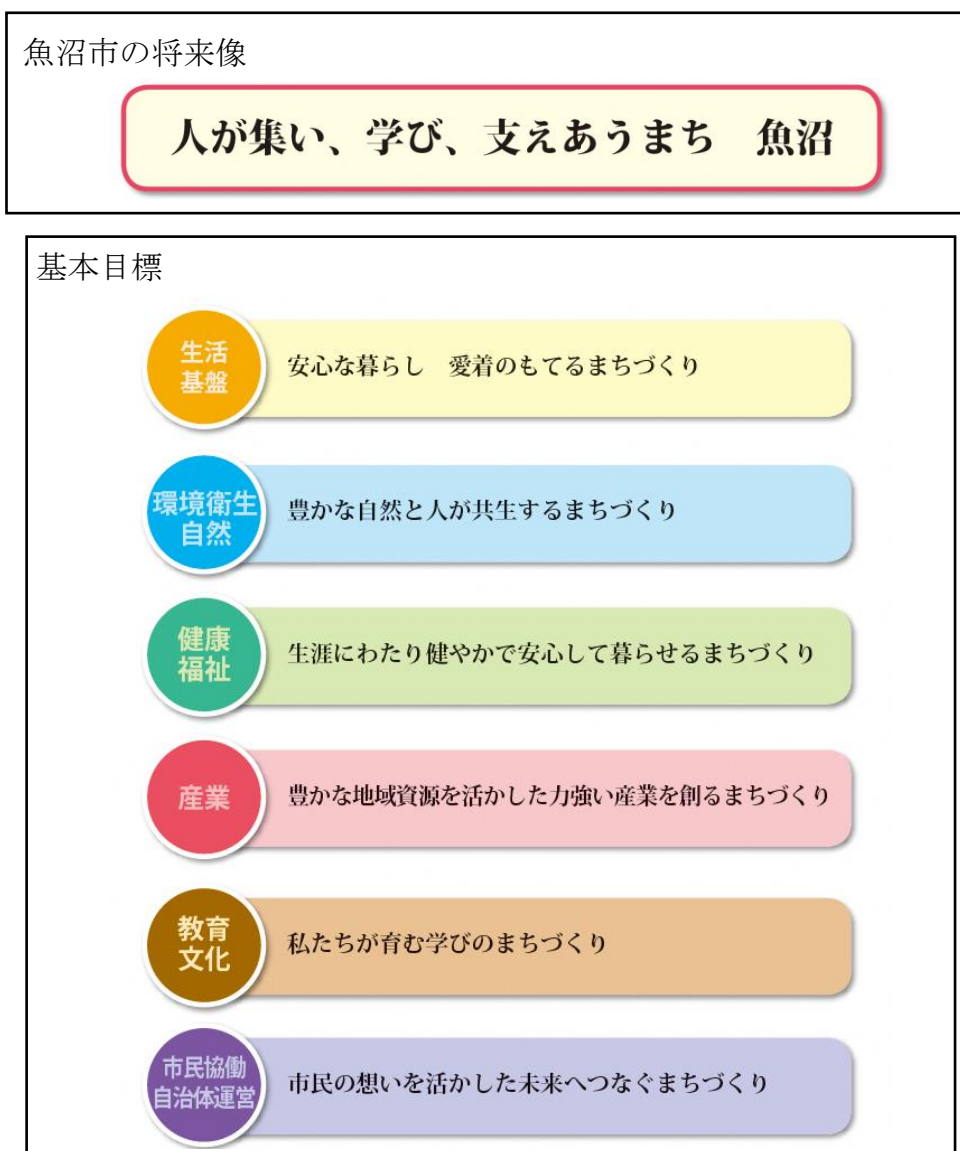 魚沼市の将来像
人が集い、学び、支えあうまち　魚沼
基本目標
生活
基盤
安心な暮らし　愛着のもてるまちづくり
環境衛生
自然
豊かな自然と人が共生するまちづくり
健康
福祉
生涯にわたり健やかで安心して暮らせるまちづくり
産業
豊かな地域資源を活かした力強い産業を創るまちづくり
教育
文化
私たちが育む学びのまちづくり
市民協働
自治体運営
市民の想いを活かした未来へつなぐまちづくり